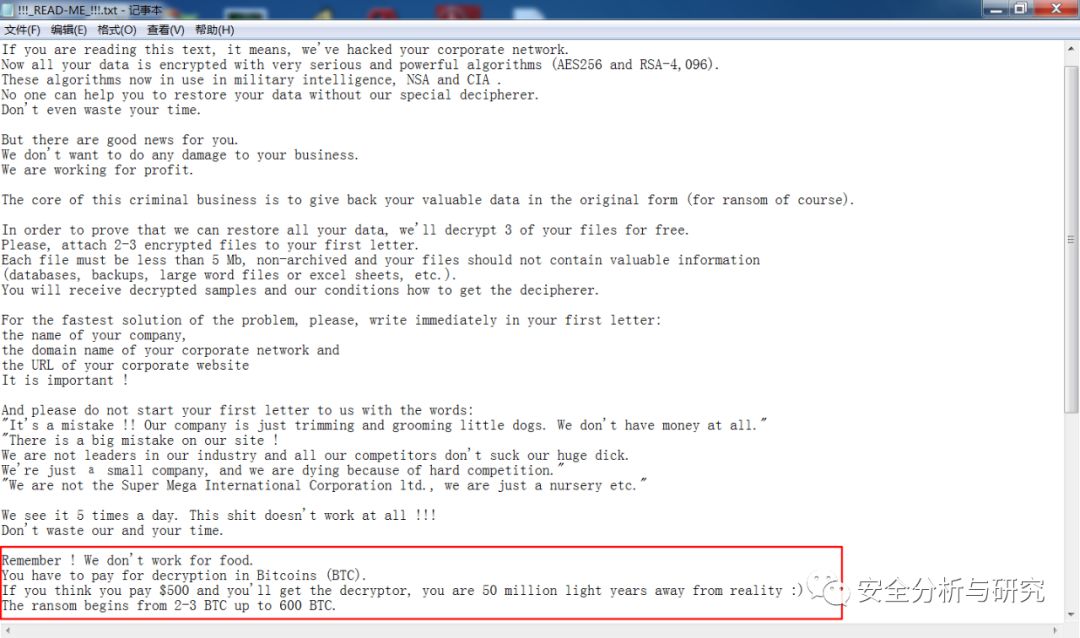 !!!_READ-ME_!!!.txt - 记事本
文件(F) 编辑(E) 格式(O) 查看(V) 帮助(H)
If you are reading this text, it means, we've hacked your corporate network.
Now all your data is encrypted with very serious and powerful algorithms (AES256 and RSA-4,096).
These algorithms now in use in military intelligence, NSA and CIA .
No one can help you to restore your data without our special decipherer.
Don't even waste your time.
But there are good news for you.
We don't want to do any damage to your business.
We are working for profit.
The core of this criminal business is to give back your valuable data in the original form (for ransom of course).
In order to prove that we can restore all your data, we'll decrypt 3 of your files for free.
Please, attach 2-3 encrypted files to your first letter.
Each file must be less than 5 Mb, non-archived and your files should not contain valuable information
(databases, backups, large word files or excel sheets, etc.).
You will receive decrypted samples and our conditions how to get the decipherer.
For the fastest solution of the problem, please, write immediately in your first letter:
the name of your company,
the domain name of your corporate network and
the URL of your corporate website
It is important !
And please do not start your first letter to us with the words:
"It's a mistake !! Our company is just trimming and grooming little dogs. We don't have money at all."
"There is a big mistake on our site !
We are not leaders in our industry and all our competitors don't suck our huge dick.
We're just a small company, and we are dying because of hard competition."
"We are not the Super Mega International Corporation ltd., we are just a nursery etc."
We see it 5 times a day. This shit doesn't work at all !!!
Don't waste our and your time.
Remember ! We don't work for food.
You have to pay for decryption in Bitcoins (BTC).
If you think you pay $500 and you'll get the decryptor, you are 50 million light years away from reality :)
The ransom begins from 2-3 BTC up to 600 BTC.
安全分析与研究